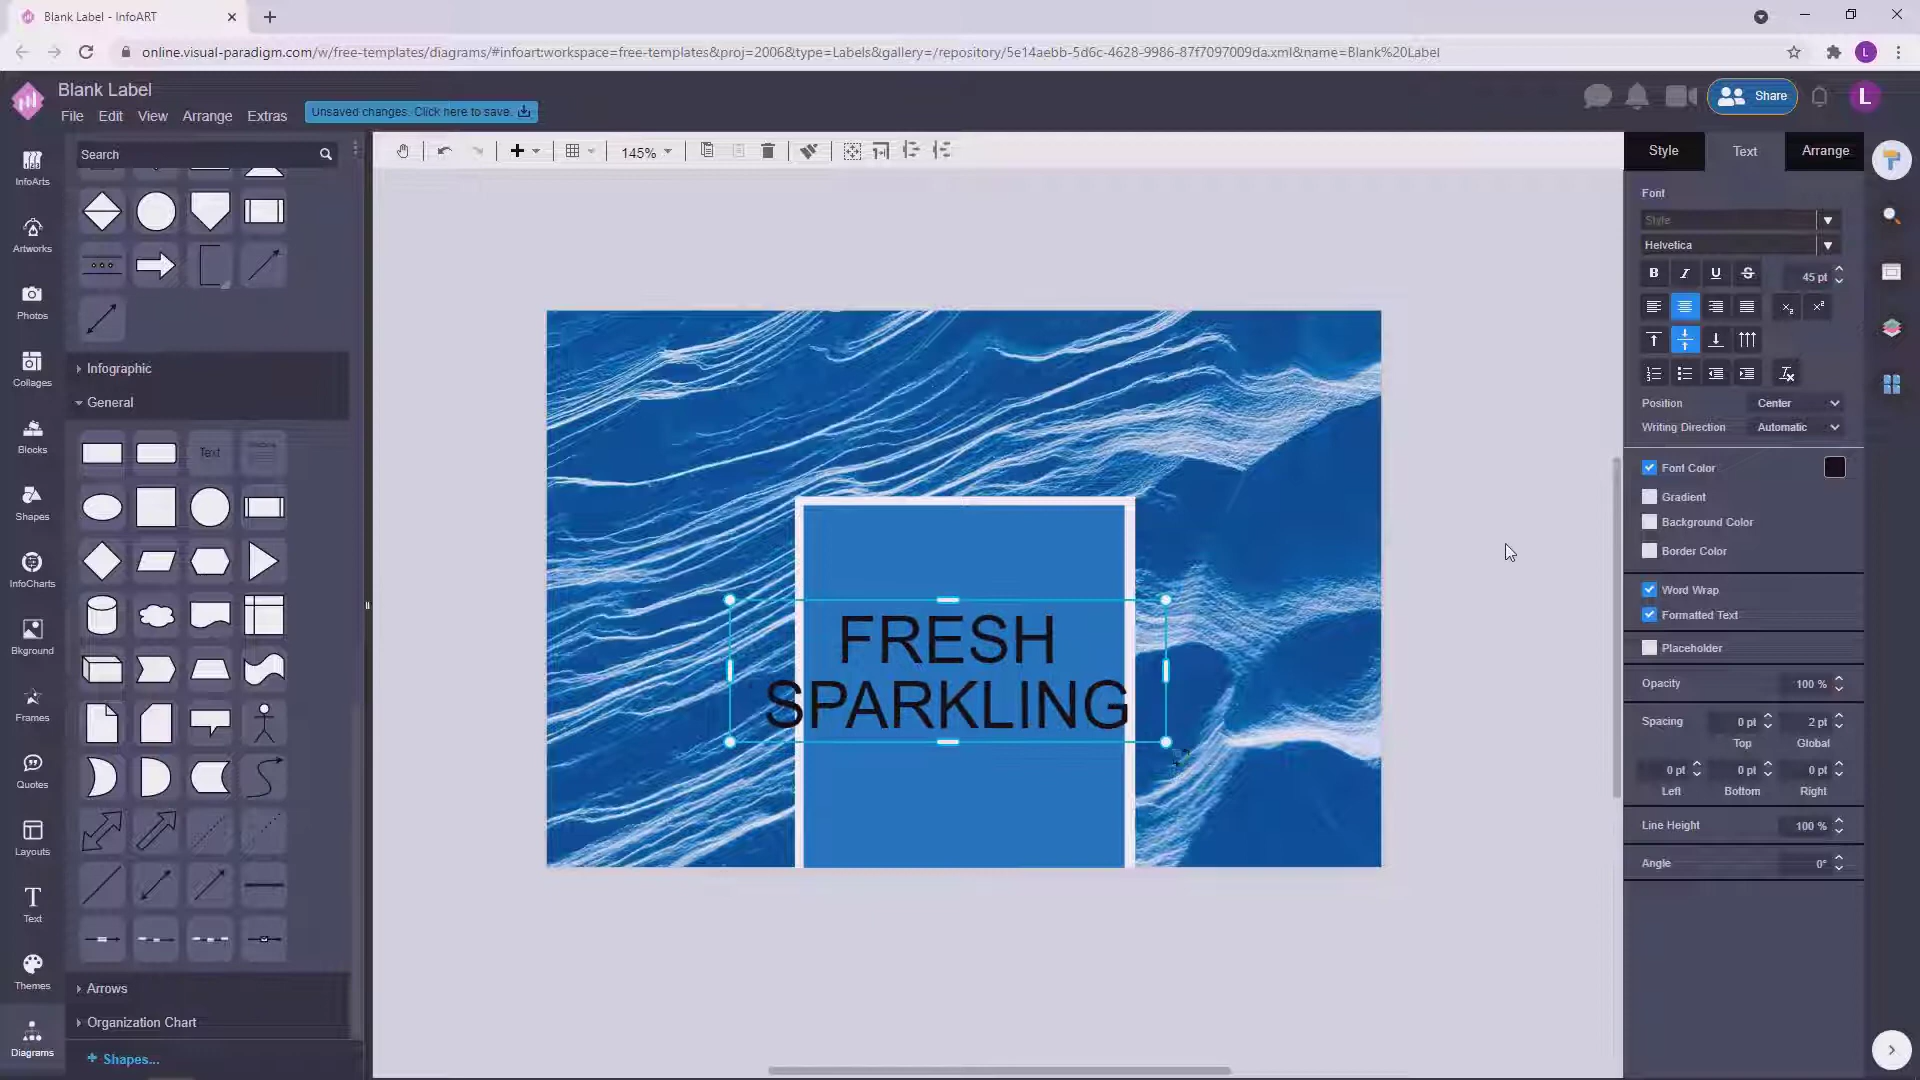 Blank Label - InfoART
online.visual-paradigm.com/w/free-templates/diagrams/#infoart:workspace=free-templates&proj=2006&type=Labels&gallery=/repository/5e14aebb-5d6c-4628-9986-87f7097009da.xml&name=Blank%20Label
L
Blank Label
File Edit View Arrange Extras
Unsaved changes. Click here to save.
Share
L
Search
145%
Style Text Arrange
InfoArts
Artworks
Photos
Collages
Blocks
Shapes
InfoCharts
Bkground
Frames
Quotes
Layouts
Text
Themes
Diagrams
Infographic
General
Text
Arrows
Organization Chart
+ Shapes...
FRESH
SPARKLING
Font
Style
Helvetica
B I U S 45 pt
Position Center
Writing Direction Automatic
Font Color
Gradient
Background Color
Border Color
Word Wrap
Formatted Text
Placeholder
Opacity 100 %
Spacing 0 pt 2 pt
Top Global
0 pt 0 pt 0 pt
Left Bottom Right
Line Height 100 %
Angle 0°